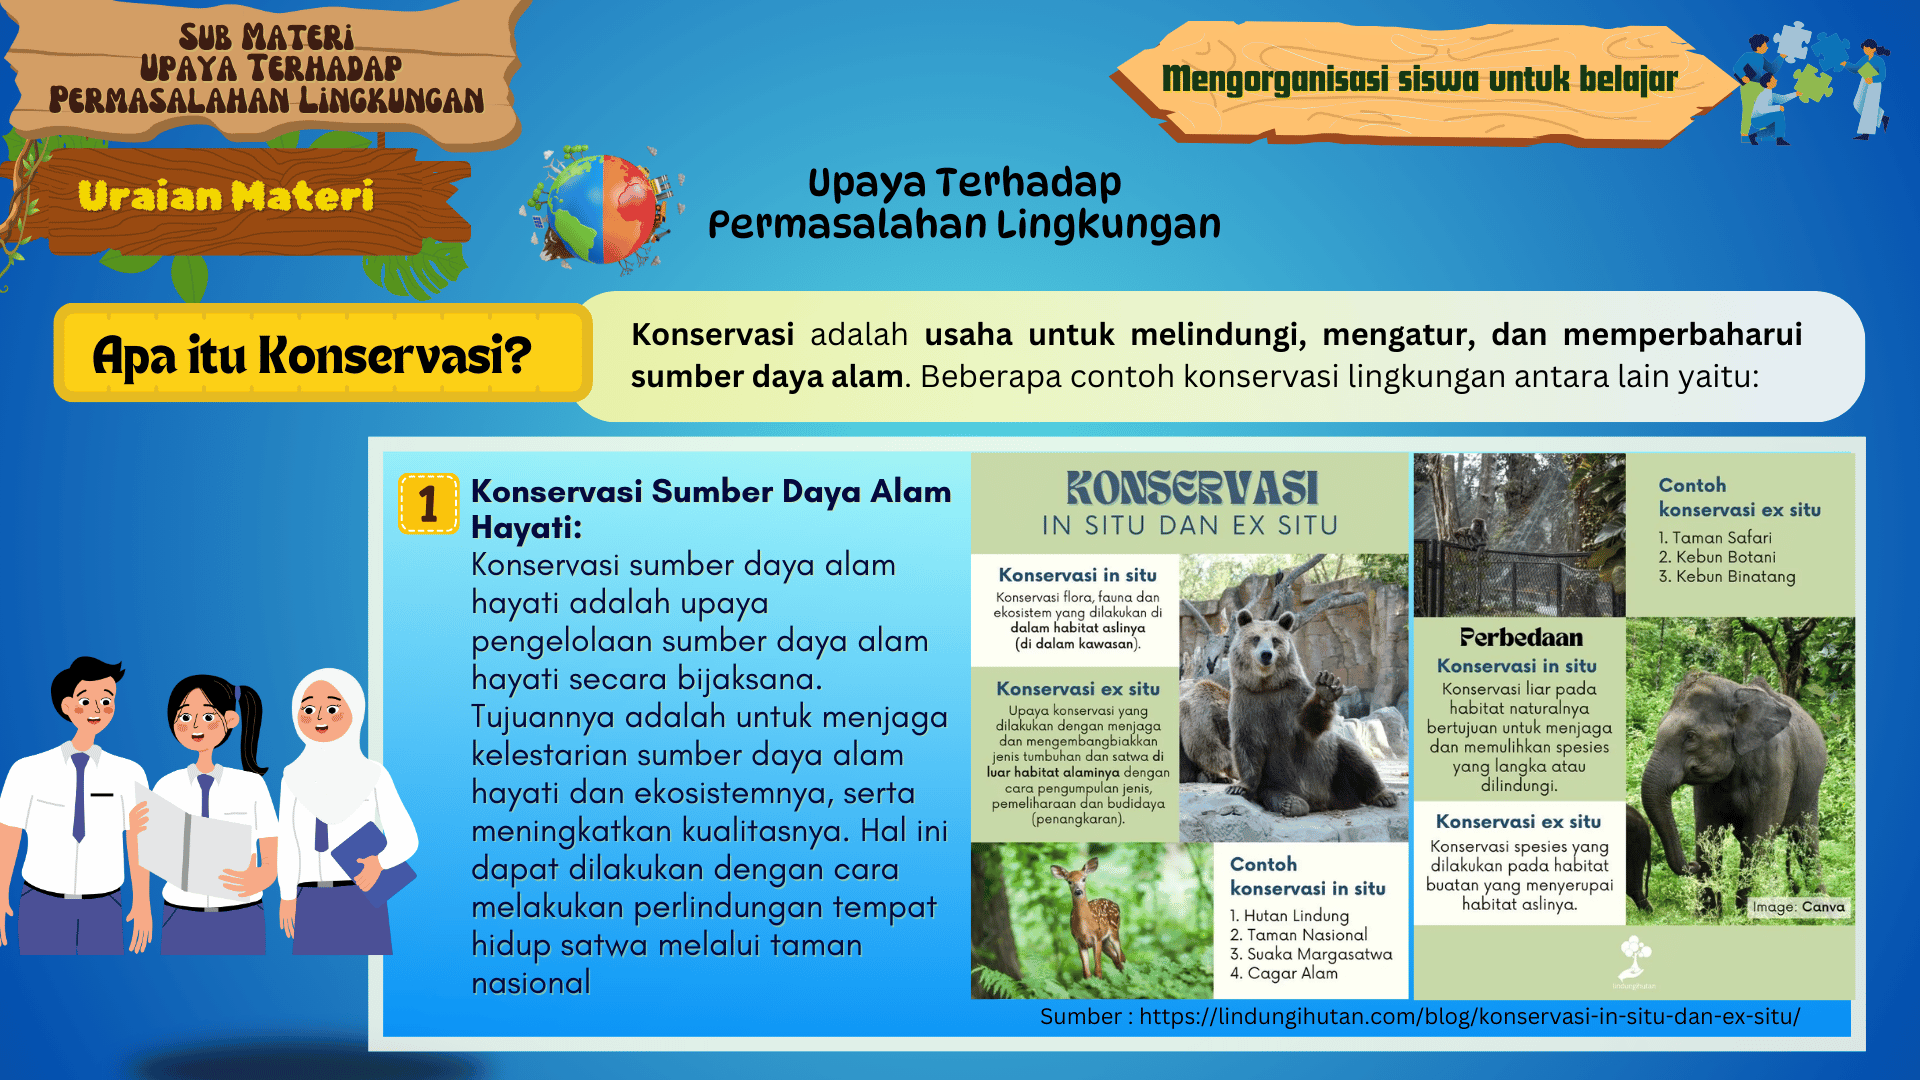 Sub Materi
Upaya Terhadap
Permasalahan Lingkungan
Uraian Materi
Mengorganisasi siswa untuk belajar
Upaya Terhadap
Permasalahan Lingkungan
Apa itu Konservasi?
Konservasi adalah usaha untuk melindungi, mengatur, dan memperbaharui
sumber daya alam. Beberapa contoh konservasi lingkungan antara lain yaitu:
1
Konservasi Sumber Daya Alam
Hayati:
Konservasi sumber daya alam
hayati adalah upaya
pengelolaan sumber daya alam
hayati secara bijaksana.
Tujuannya adalah untuk menjaga
kelestarian sumber daya alam
hayati dan ekosistemnya, serta
meningkatkan kualitasnya. Hal ini
dapat dilakukan dengan cara
melakukan perlindungan tempat
hidup satwa melalui taman
nasional
KONSERVASI
IN SITU DAN EX SITU
Konservasi in situ
Konservasi flora, fauna dan
ekosistem yang dilakukan di
dalam habitat aslinya
(di dalam kawasan).
Konservasi ex situ
Upaya konservasi yang
dilakukan dengan menjaga
dan mengembangbiakkan
jenis tumbuhan dan satwa di
luar habitat alaminya dengan
cara pengumpulan jenis,
pemeliharaan dan budidaya
(penangkaran).
Contoh
konservasi in situ
1. Hutan Lindung
2. Taman Nasional
3. Suaka Margasatwa
4. Cagar Alam
Contoh
konservasi ex situ
1. Taman Safari
2. Kebun Botani
3. Kebun Binatang
Perbedaan
Konservasi in situ
Konservasi liar pada
habitat naturalnya
bertujuan untuk menjaga
dan memulihkan spesies
yang langka atau
dilindungi.
Konservasi ex situ
Konservasi spesies yang
dilakukan pada habitat
buatan yang menyerupai
habitat aslinya.
Image: Canva
lindungihutan
Sumber : https://lindungihutan.com/blog/konservasi-in-situ-dan-ex-situ/